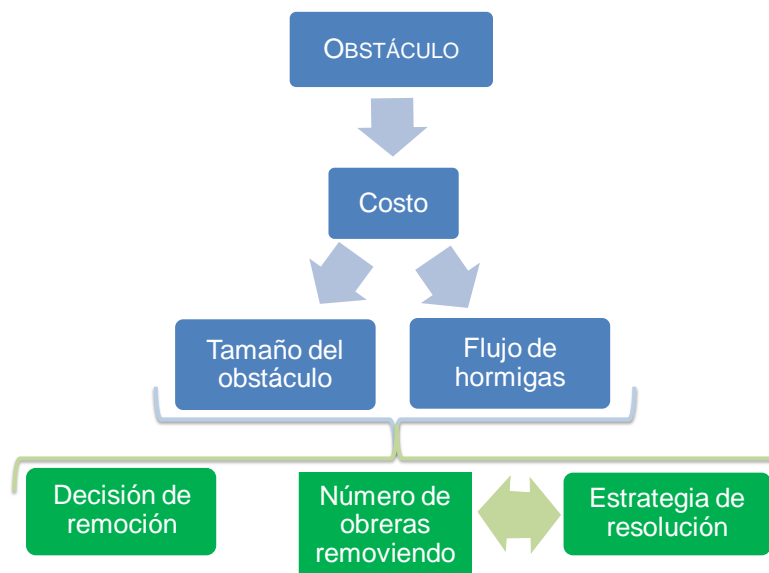 OBSTÁCULO
Costo
Tamaño del
obstáculo
Flujo de
hormigas
Decisión de
remoción
Número de
obreras
removiendo
Estrategia de
resolución